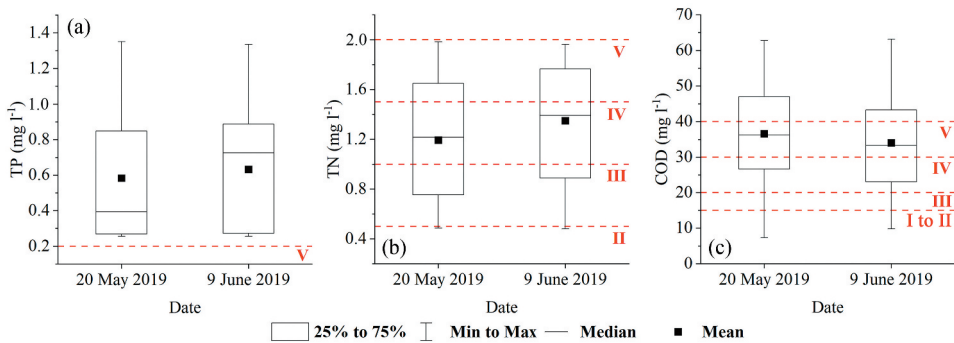 (a)
TP (mg l⁻¹)
1.4
1.2
1.0
0.8
0.6
0.4
0.2
V
20 May 2019 9 June 2019
Date
(b)
TN (mg l⁻¹)
2.0
1.6
1.2
0.8
0.4
V
IV
III
II
20 May 2019 9 June 2019
Date
(c)
COD (mg l⁻¹)
70
60
50
40
30
20
10
0
V
IV
III
I to II
20 May 2019 9 June 2019
Date
25% to 75% Min to Max Median Mean